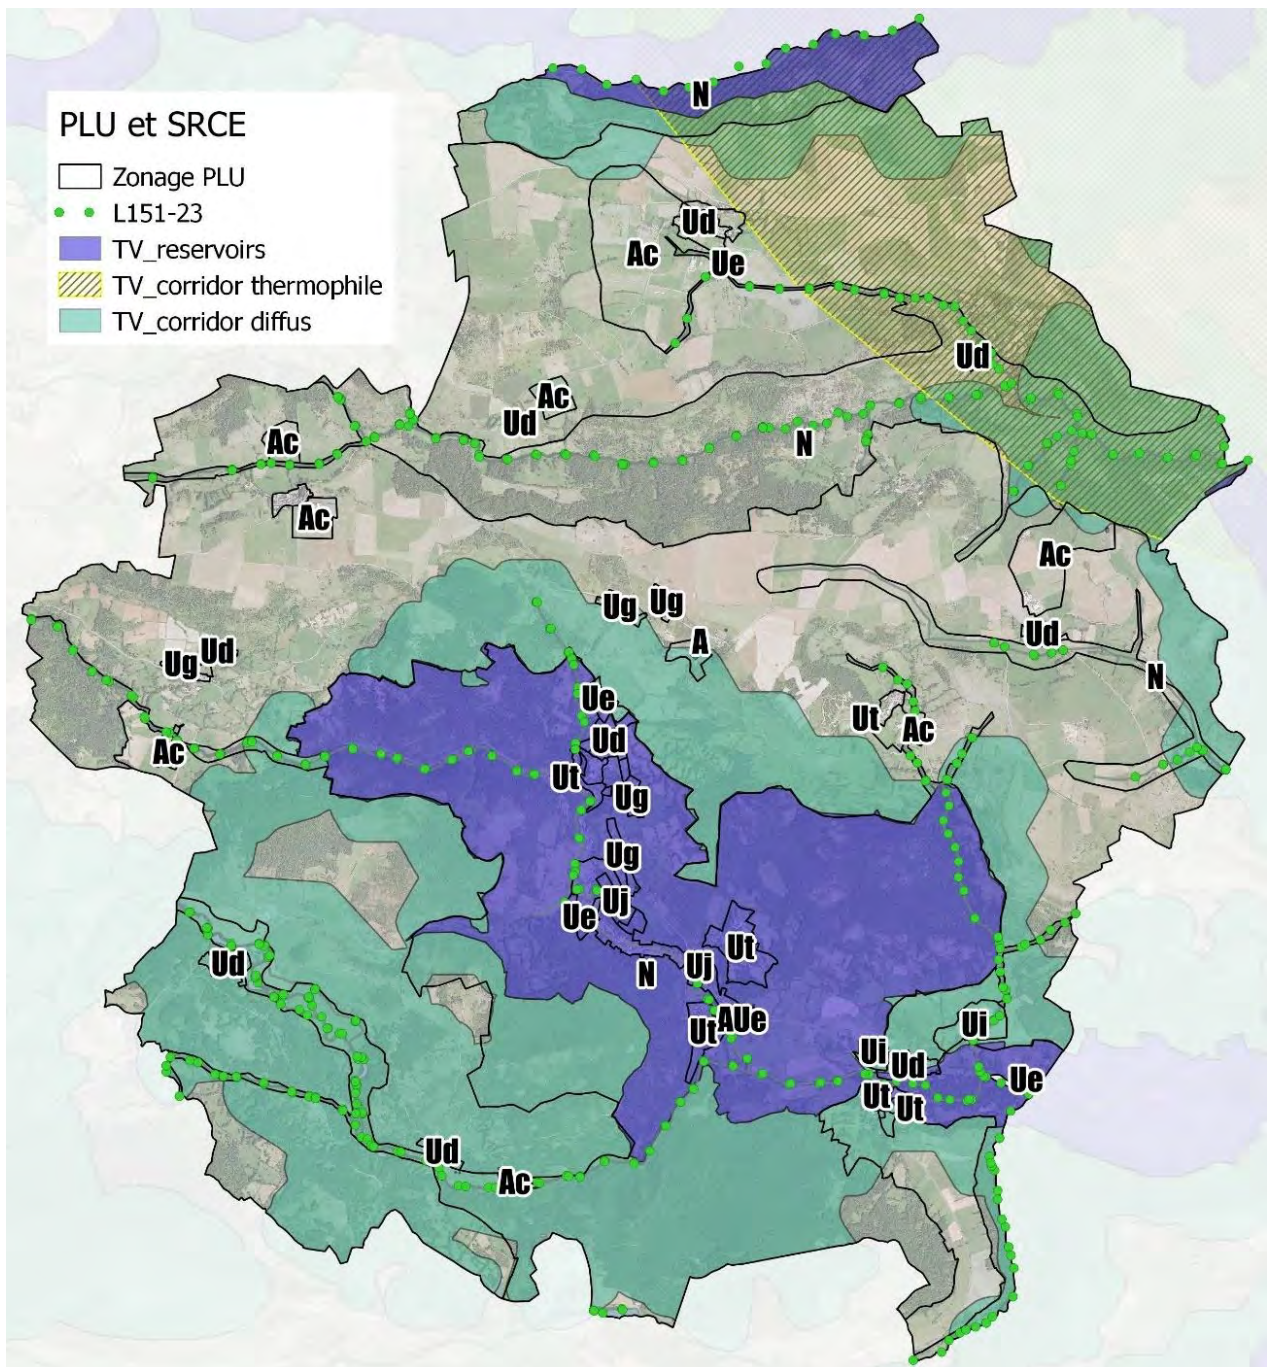 PLU et SRCE
Zonage PLU
L151-23
TV_reservoirs
TV_corridor thermophile
TV_corridor diffus
N
Ud
Ac
Ue
Ud
Ac
Ud
Ac
N
Ac
Ac
Ug
Ug
Ud
A
Ud
Ug
N
Ue
Ut
Ac
Ac
Ud
Ut
Ug
Ug
Uj
Ue
Ut
Ud
Uj
N
Ut
AUe
Ui
Ui
Ud
Ue
Ut
Ut
Ud
Ac